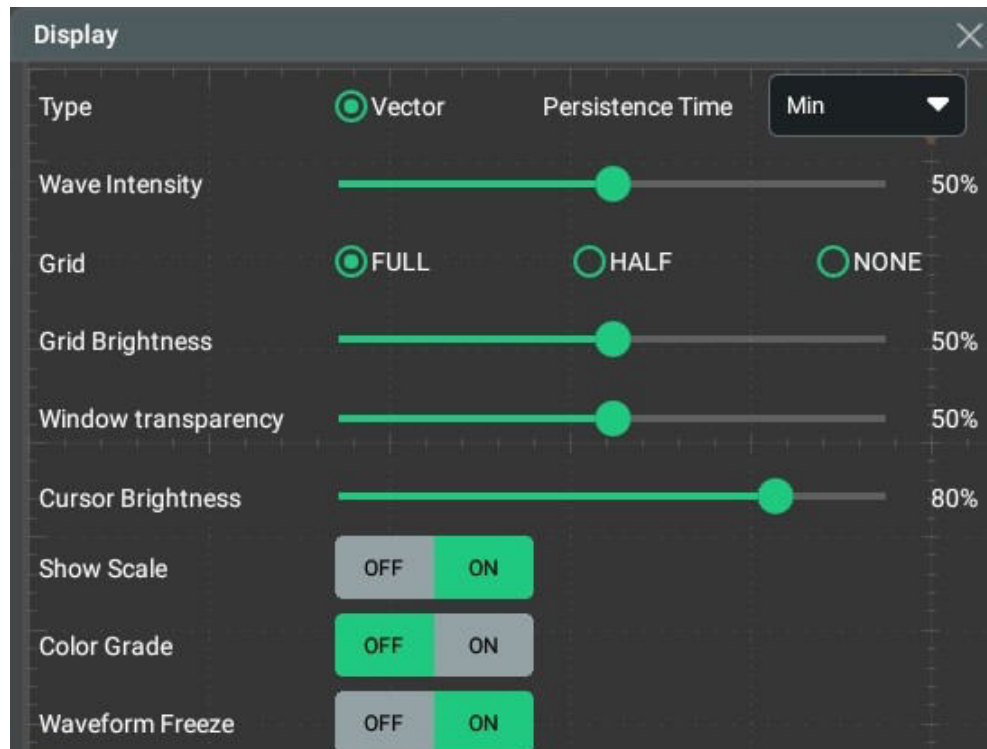 Display
Type Vector Persistence Time Min
Wave Intensity 50%
Grid FULL HALF NONE
Grid Brightness 50%
Window transparency 50%
Cursor Brightness 80%
Show Scale OFF ON
Color Grade OFF ON
Waveform Freeze OFF ON